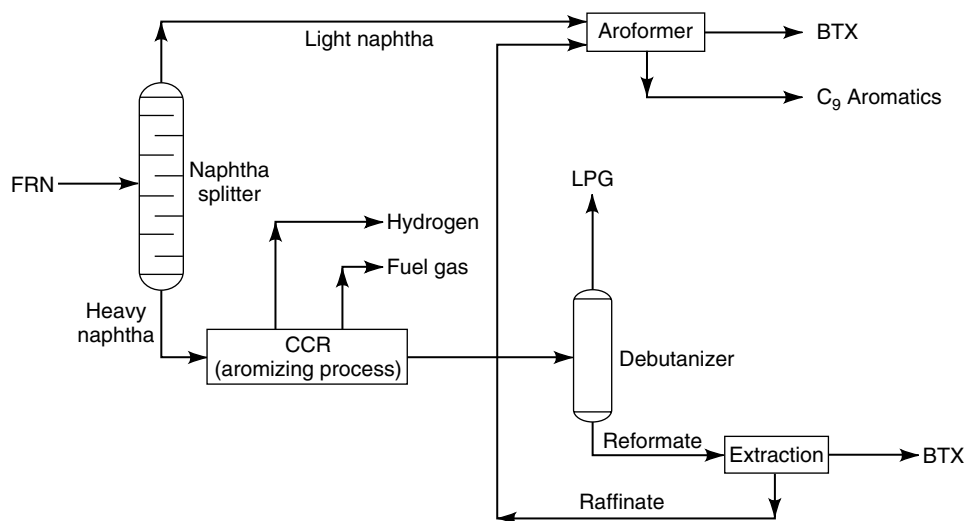 Light naphtha
Aroformer
BTX
C₉ Aromatics
FRN
Naphtha
splitter
LPG
Hydrogen
Fuel gas
Heavy
naphtha
CCR
(aromizing process)
Debutanizer
Reformate
Extraction
BTX
Raffinate